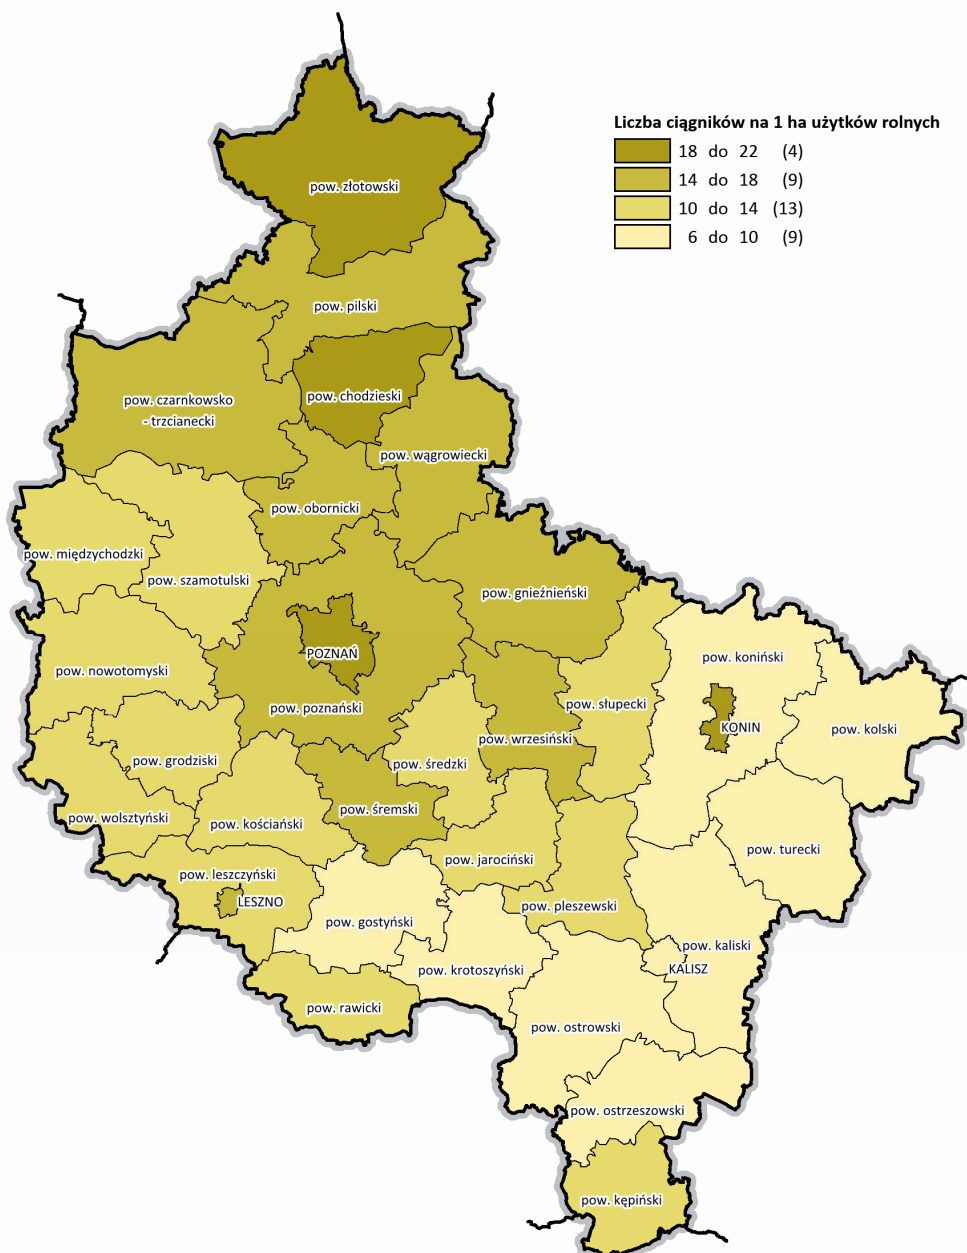 Liczba ciągników na 1 ha użytków rolnych
18 do 22 (4)
14 do 18 (9)
10 do 14 (13)
6 do 10 (9)
pow. złotowski
pow. pilski
pow. chodzieski
pow. czarnkowsko
- trzcianecki
pow. wągrowiecki
pow. obornicki
pow. międzychodzki
pow. szamotulski
pow. gnieźnieński
POZNAŃ
pow. koniński
pow. nowotomyski
pow. słupecki
pow. poznański
KONIN
pow. kolski
pow. wrzesiński
pow. grodziski
pow. średzki
pow. śremski
pow. wolsztyński
pow. kościański
pow. turecki
pow. jarociński
pow. leszczyński
LESZNO
pow. pleszewski
pow. gostyński
pow. kaliski
KALISZ
pow. krotoszyński
pow. rawicki
pow. ostrowski
pow. ostrzeszowski
pow. kępiński